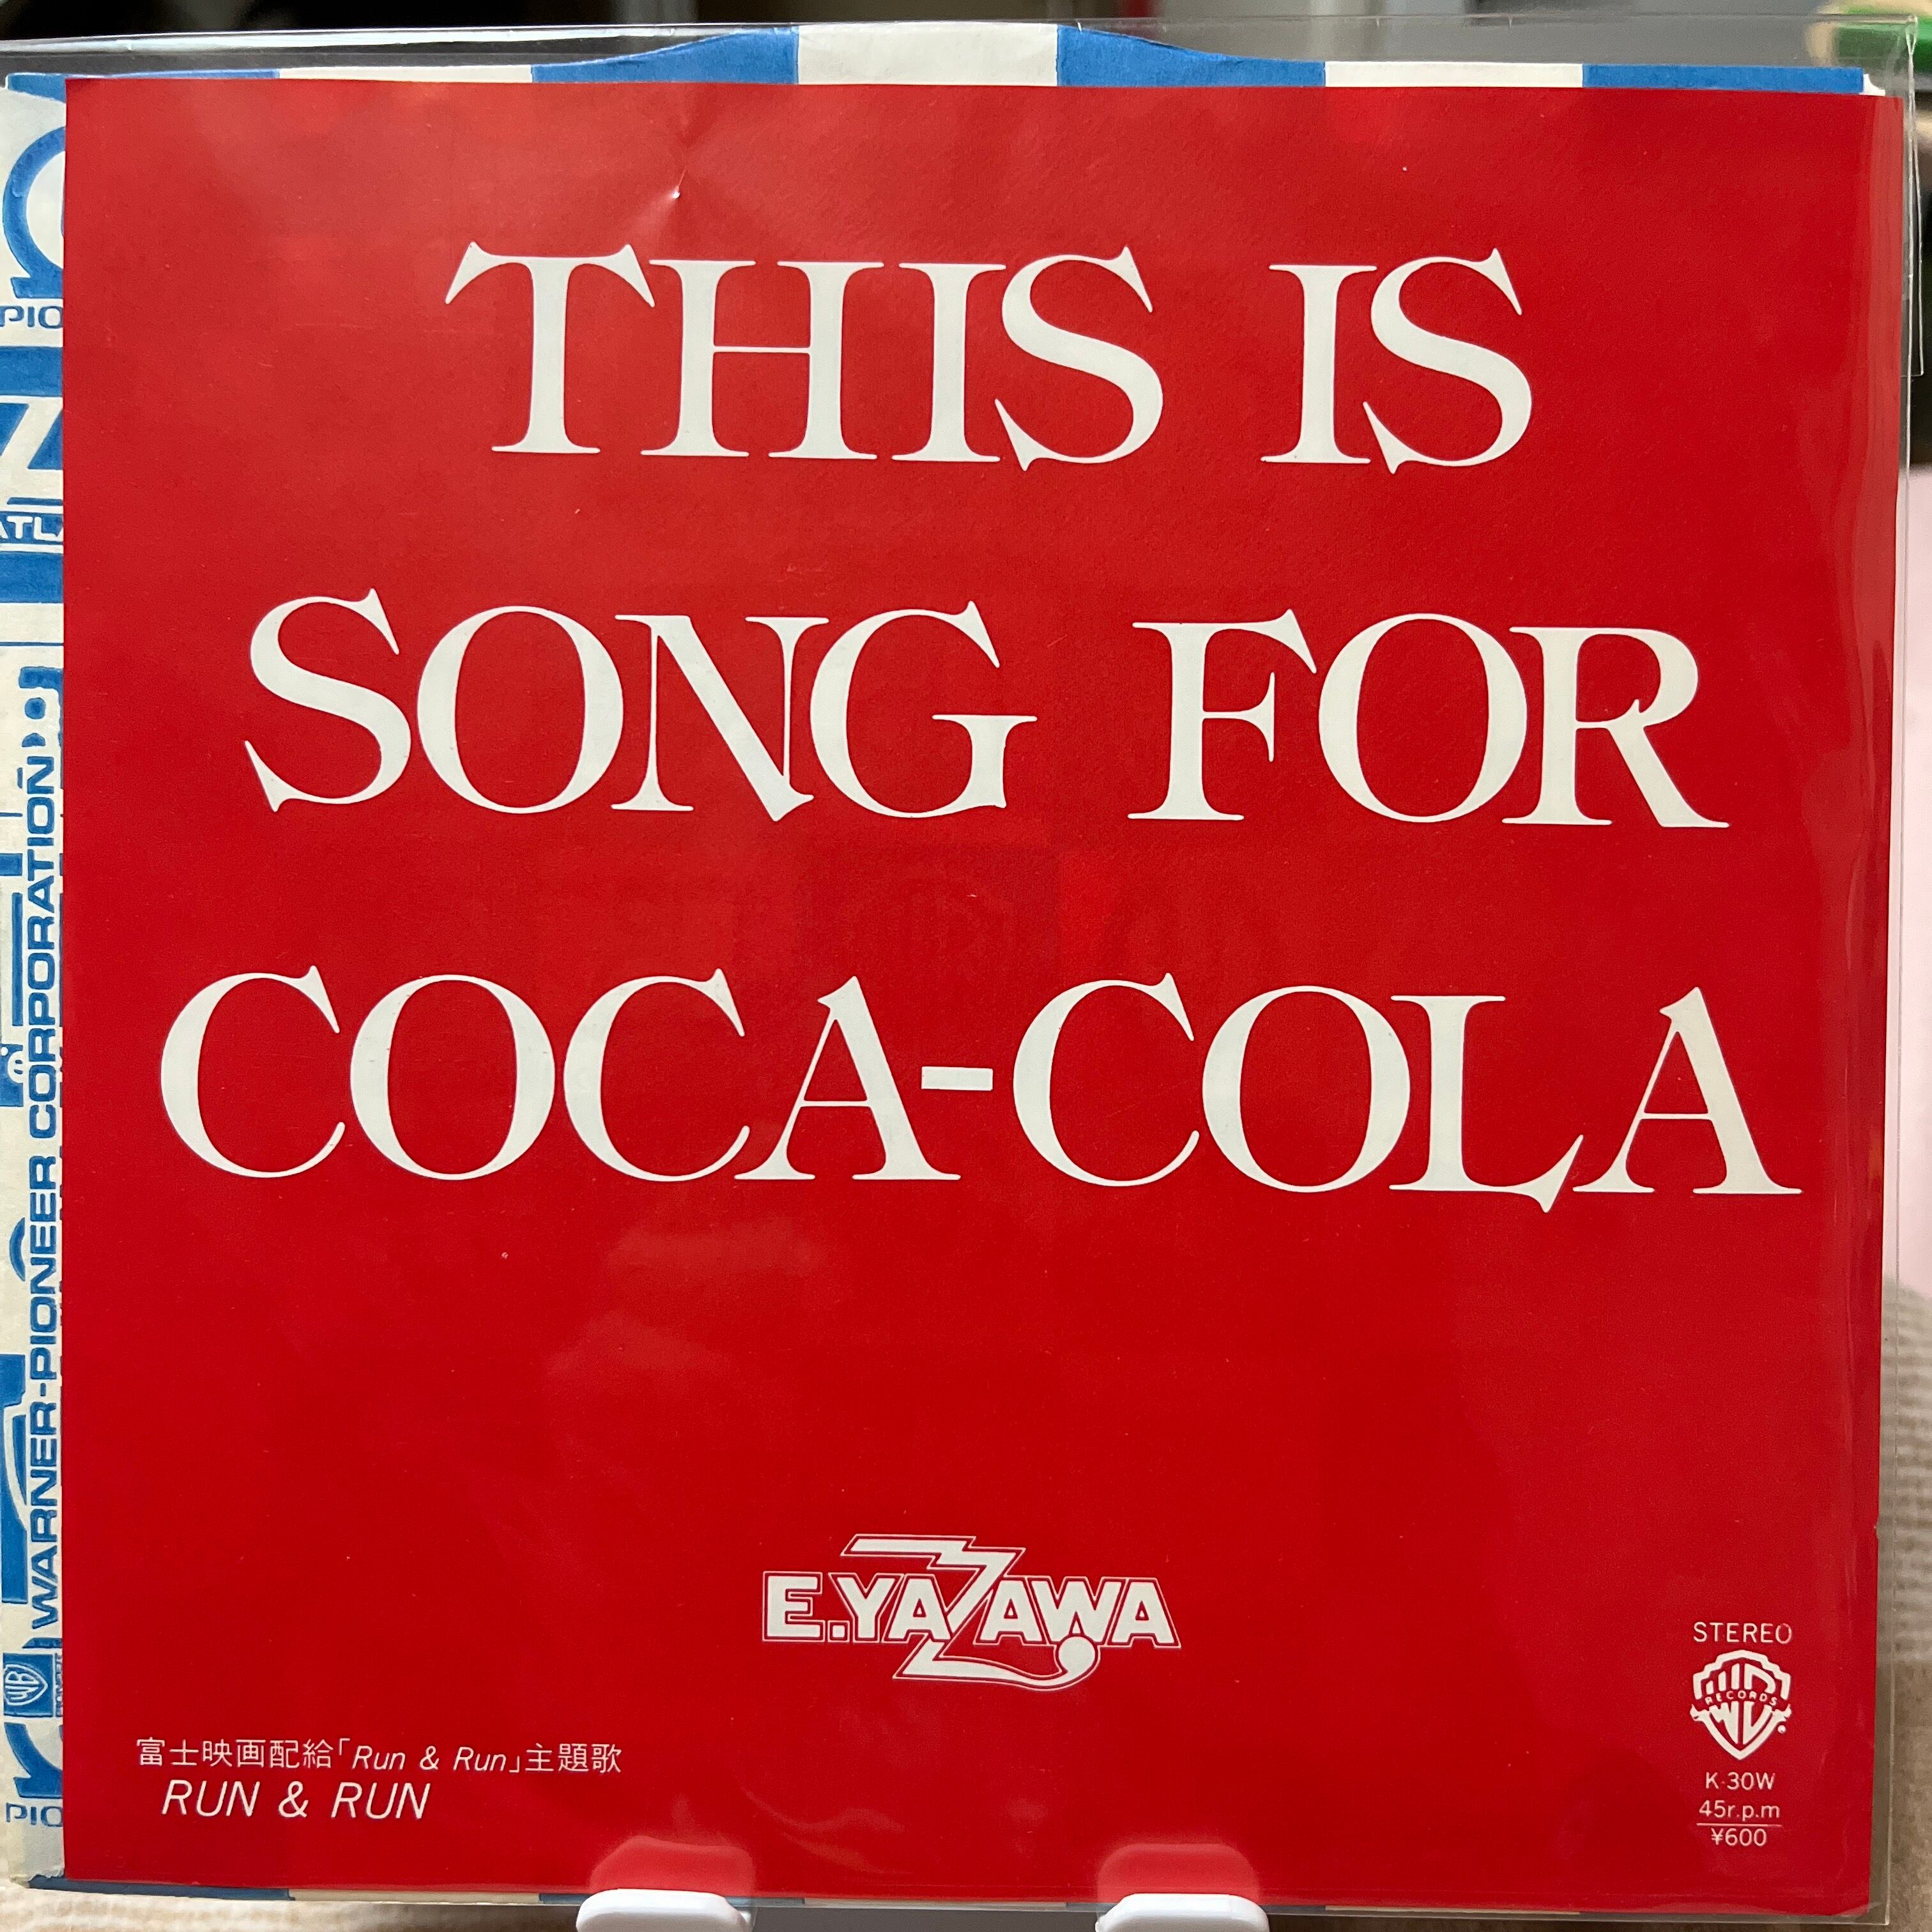 THIS IS
SONG FOR
COCA-COLA
E.YAZAWA
STEREO
RECORDS
K-30W
45r.p.m
¥600
富士映画配給「Run & Run」主題歌
RUN & RUN
WARNER-PIONEER CORPORATION